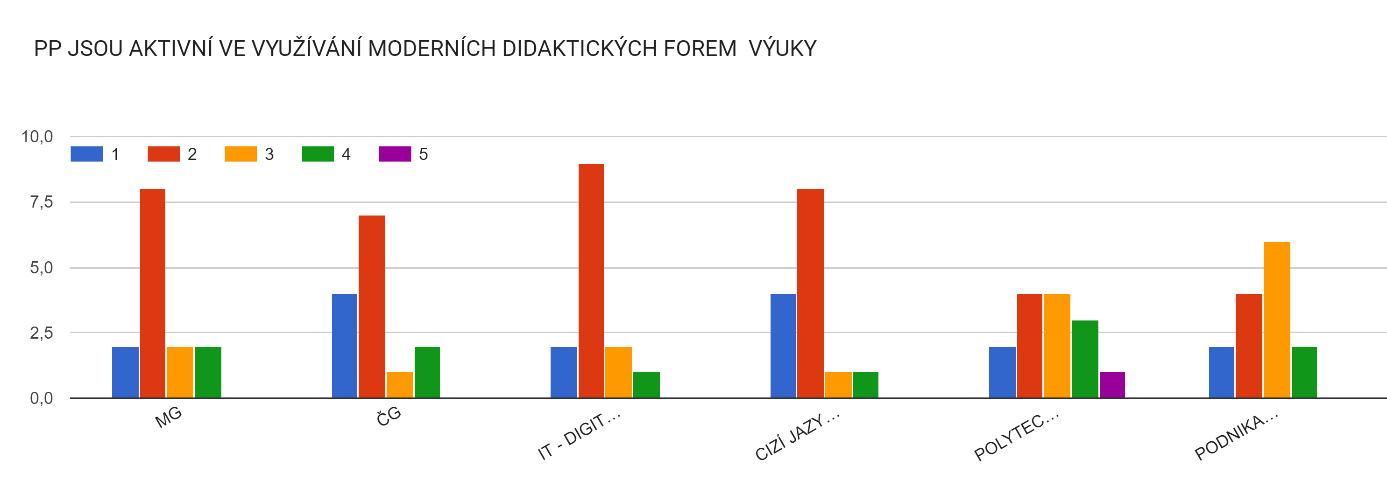 PP JSOU AKTIVNÍ VE VYUŽÍVÁNÍ MODERNÍCH DIDAKTICKÝCH FOREM  VÝUKY
10,0
1 2 3 4 5
7,5
5,0
2,5
0,0
MG ČG IT - DIGIT… CIZÍ JAZY… POLYTEC… PODNIKA…